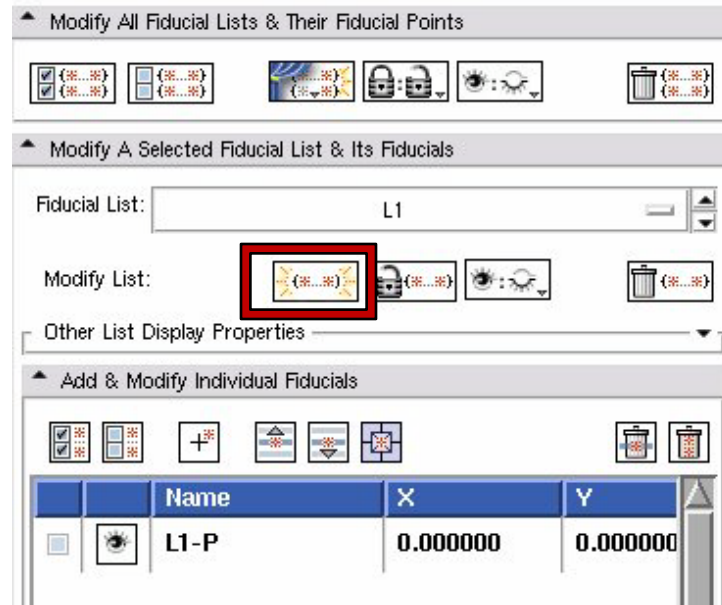 Modify All Fiducial Lists & Their Fiducial Points
Modify A Selected Fiducial List & Its Fiducials
Fiducial List: L1
Modify List:
Other List Display Properties
Add & Modify Individual Fiducials
Name X Y
L1-P 0.000000 0.000000